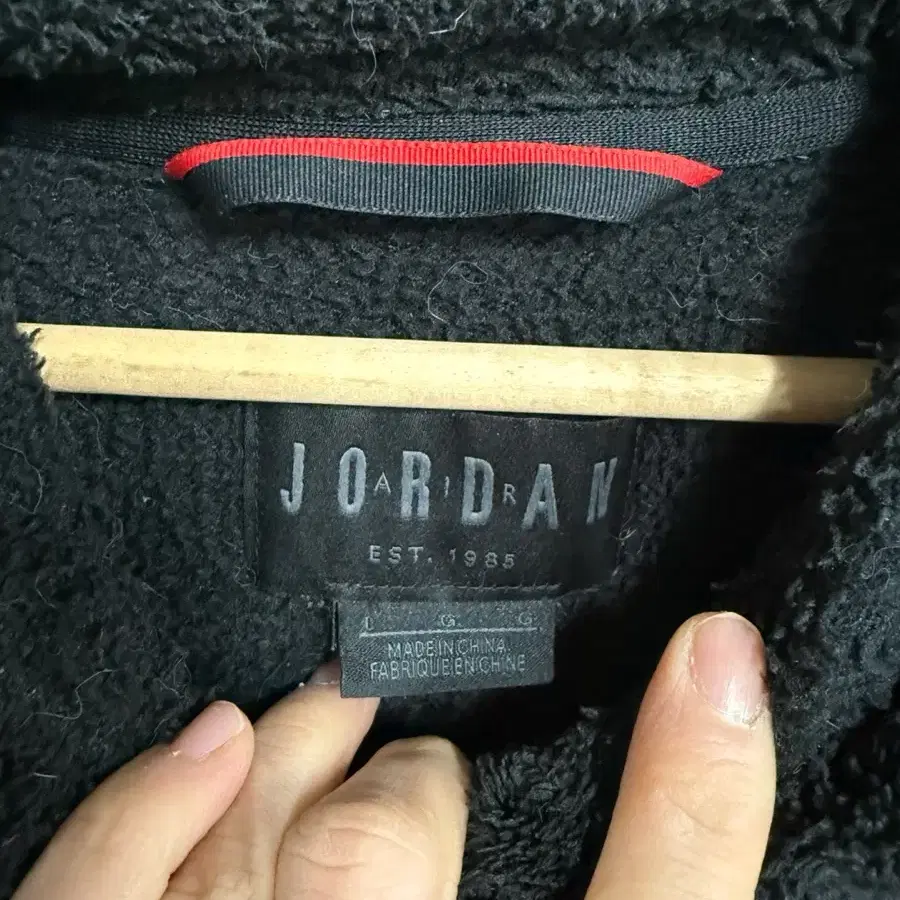 JORDAN
AIR
EST. 1985
L G G
MADE IN CHINA
FABRIQUE EN CHINE